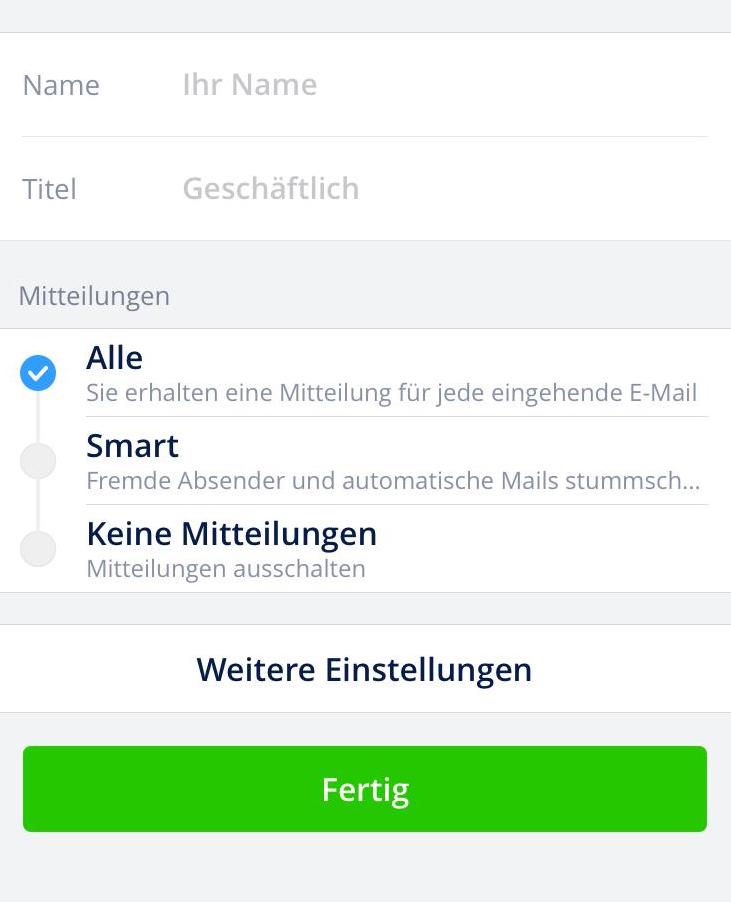 Name Ihr Name
Titel Geschäftlich
Mitteilungen
Alle
Sie erhalten eine Mitteilung für jede eingehende E-Mail
Smart
Fremde Absender und automatische Mails stummsch...
Keine Mitteilungen
Mitteilungen ausschalten
Weitere Einstellungen
Fertig